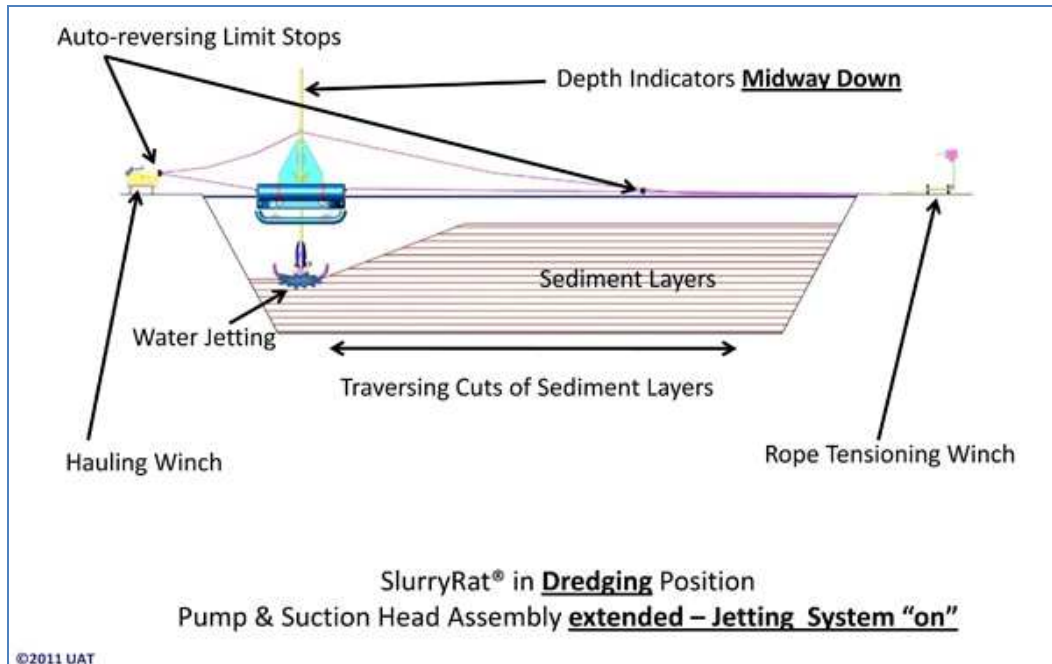 Auto-reversing Limit Stops
Depth Indicators Midway Down
Sediment Layers
Water Jetting
Traversing Cuts of Sediment Layers
Hauling Winch
Rope Tensioning Winch
SlurryRat® in Dredging Position
Pump & Suction Head Assembly extended – Jetting System “on”
©2011 UAT